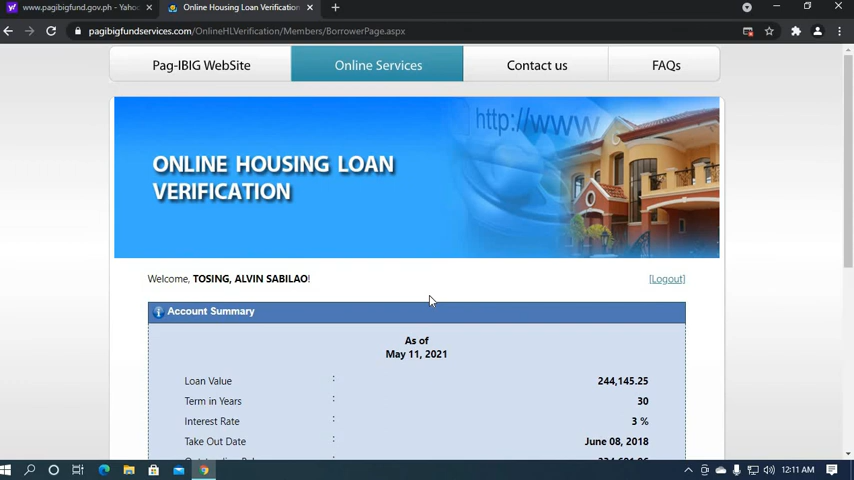 www.pagibigfund.gov.ph - Yahoo
Online Housing Loan Verification
pagibigfundservices.com/OnlineHLVerification/Members/BorrowerPage.aspx
Pag-IBIG WebSite
Online Services
Contact us
FAQs
http://www
ONLINE HOUSING LOAN
VERIFICATION
Welcome, TOSING, ALVIN SABILAO!
[Logout]
Account Summary
As of
May 11, 2021
Loan Value : 244,145.25
Term in Years : 30
Interest Rate : 3 %
Take Out Date : June 08, 2018
12:11 AM